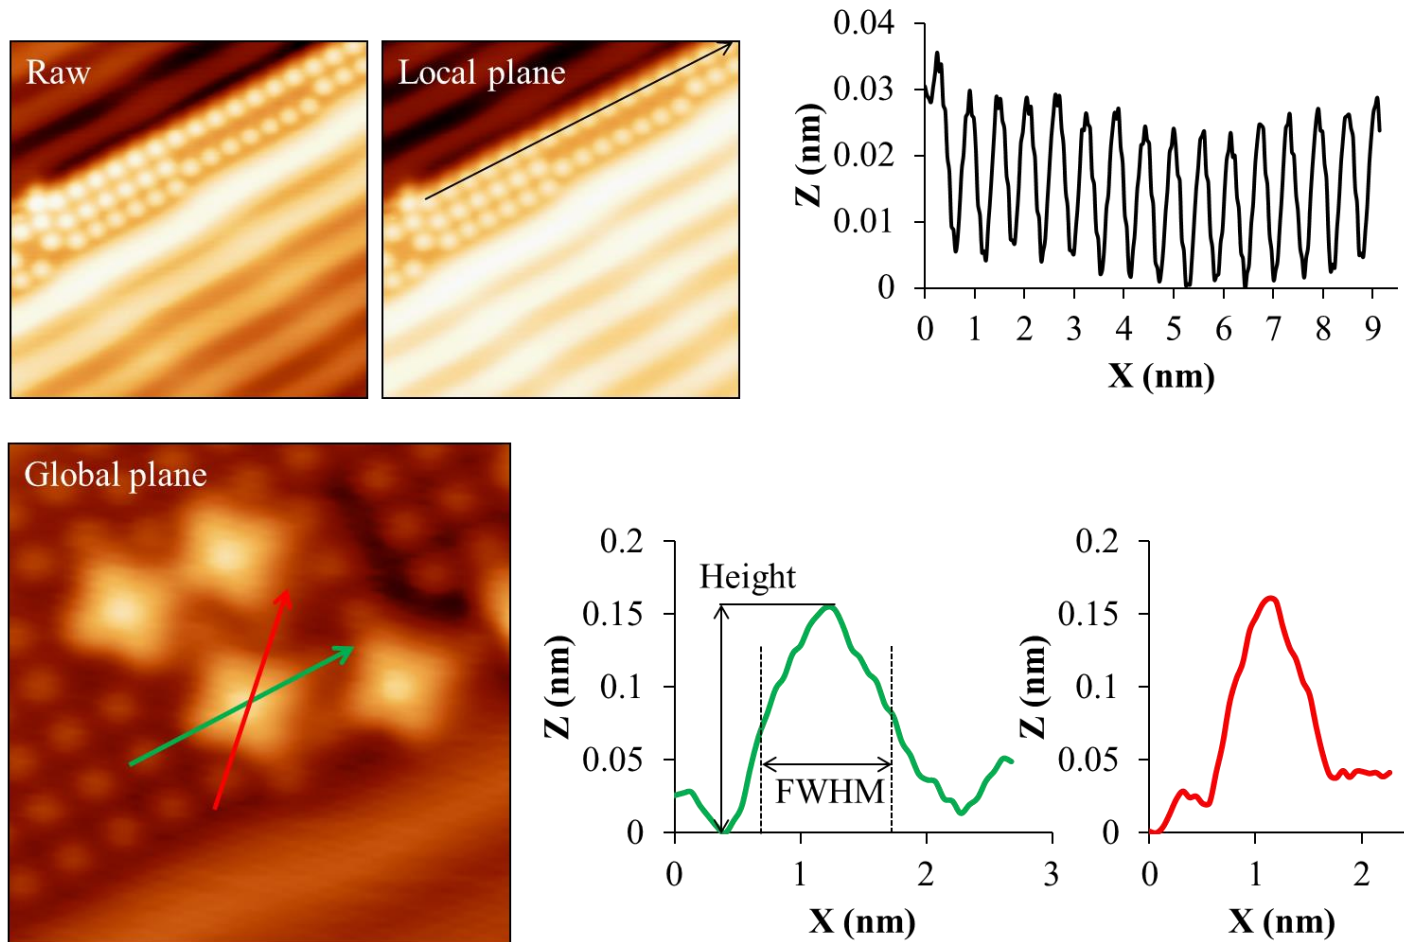 Raw
Local plane
0.04
0.03
0.02
0.01
0
Z (nm)
0 1 2 3 4 5 6 7 8 9
X (nm)
Global plane
0.2
0.15
0.1
0.05
0
Z (nm)
Height
FWHM
0 1 2 3
X (nm)
0.2
0.15
0.1
0.05
0
Z (nm)
0 1 2
X (nm)